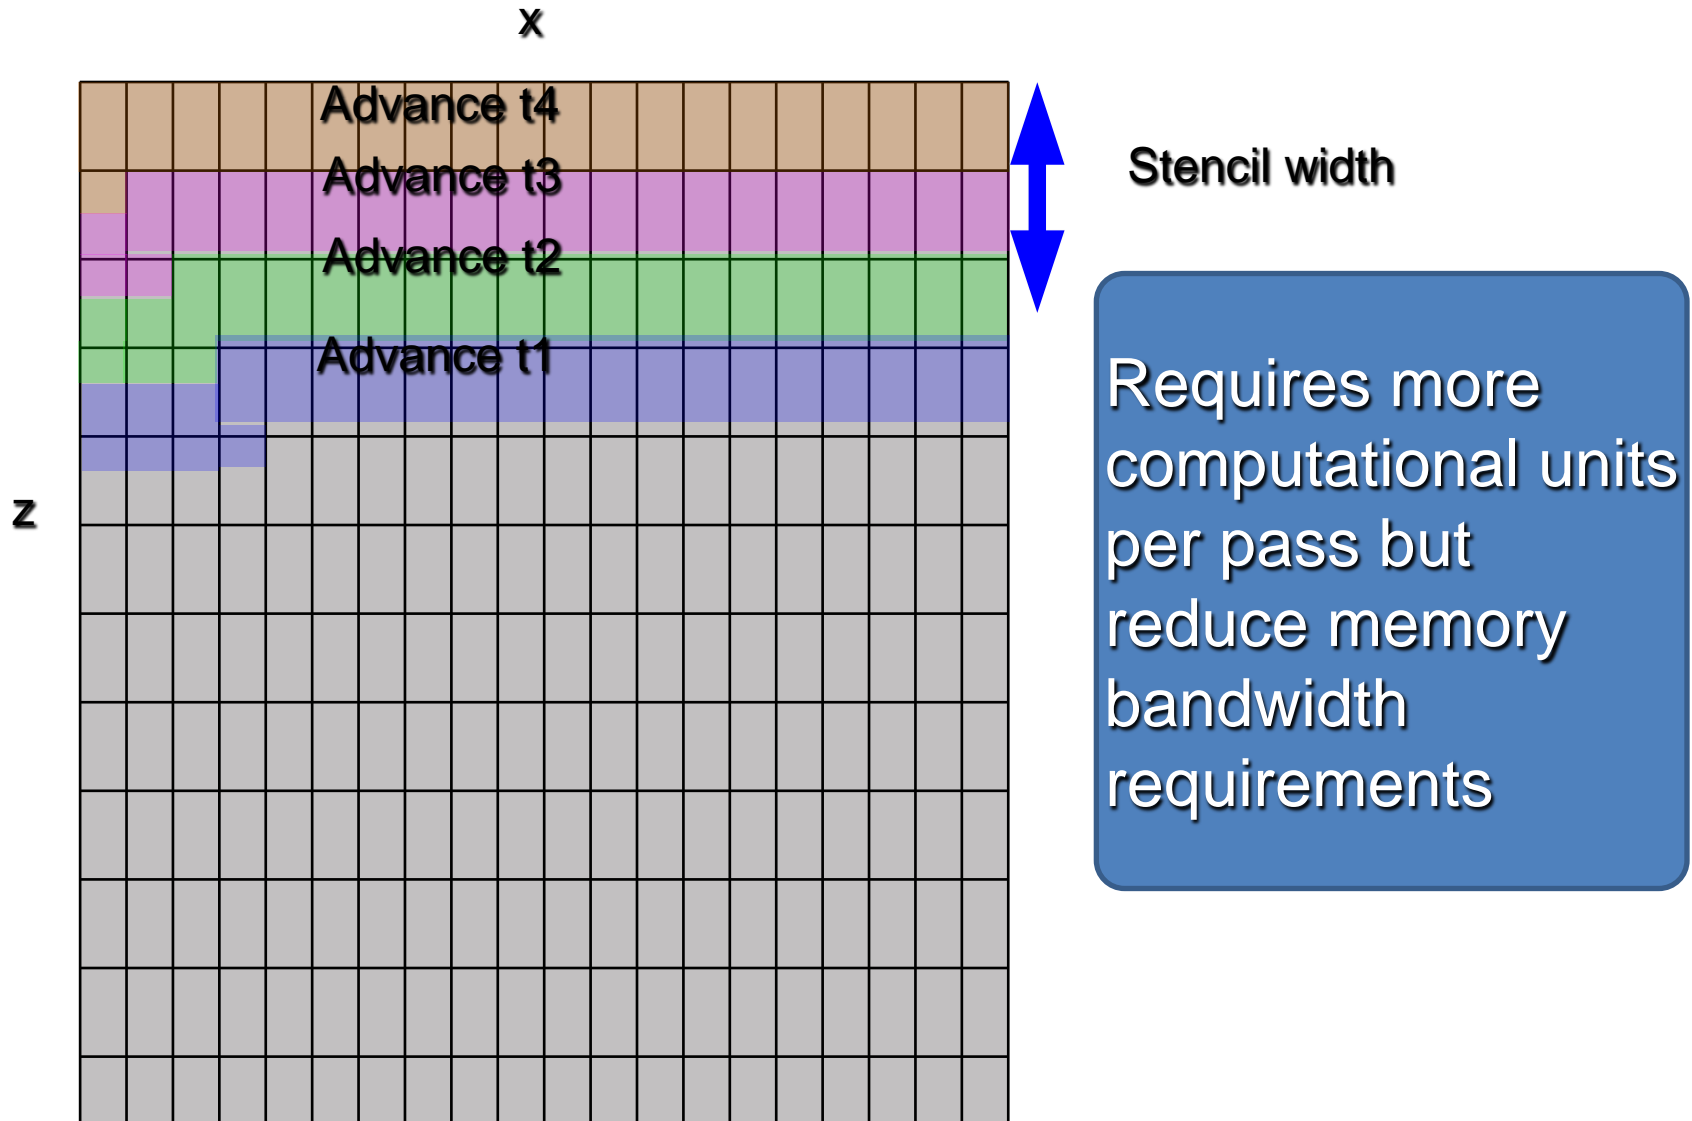 x
Advance t4
Stencil width
Advance t3
Advance t2
Advance t1
z
Requires more
computational units
per pass but
reduce memory
bandwidth
requirements